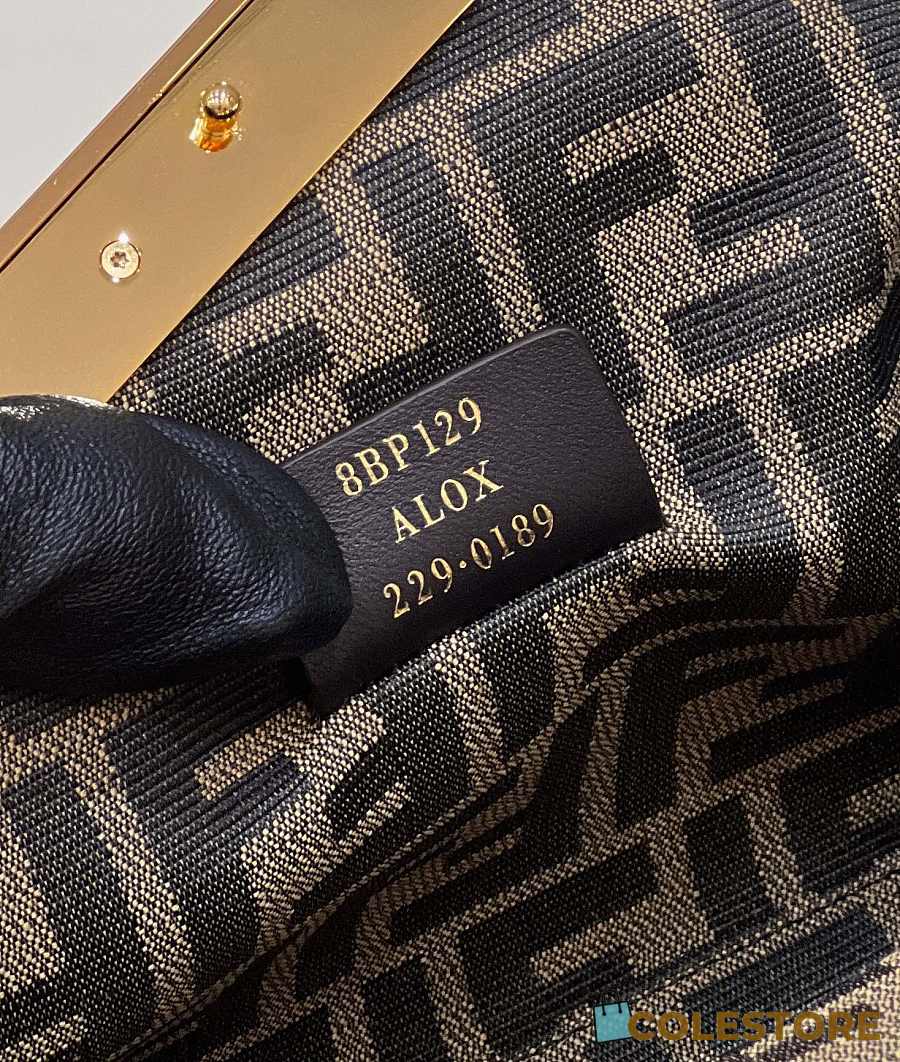 8BP129
ALOX
229·0189
COLESTORE